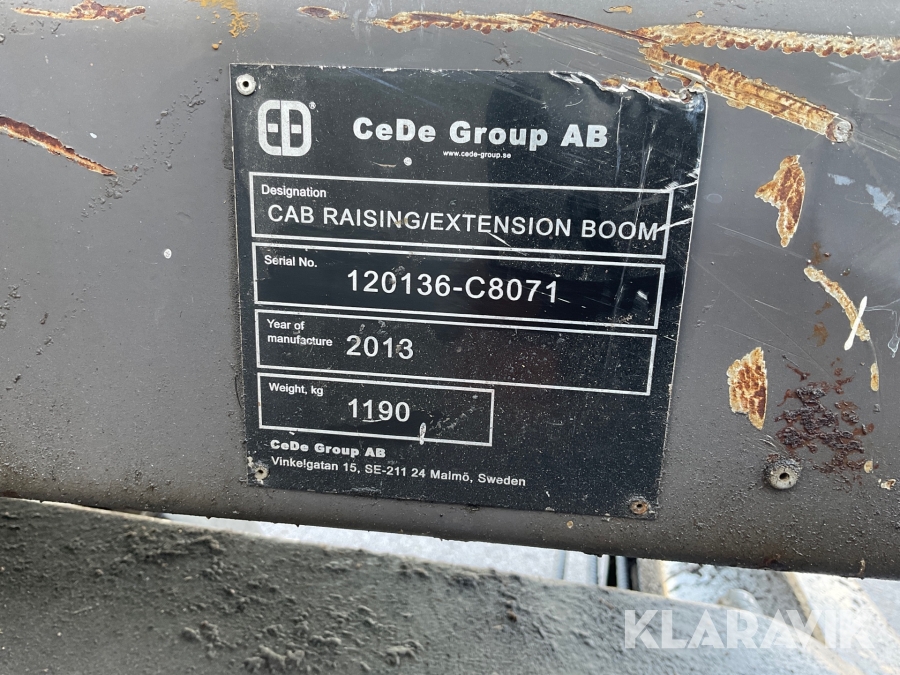 CeDe Group AB
www.cede-group.se
Designation
CAB RAISING/EXTENSION BOOM
Serial No.
120136-C8071
Year of
manufacture 2013
Weight, kg
1190
CeDe Group AB
Vinkelgatan 15, SE-211 24 Malmö, Sweden
KLARAVIK